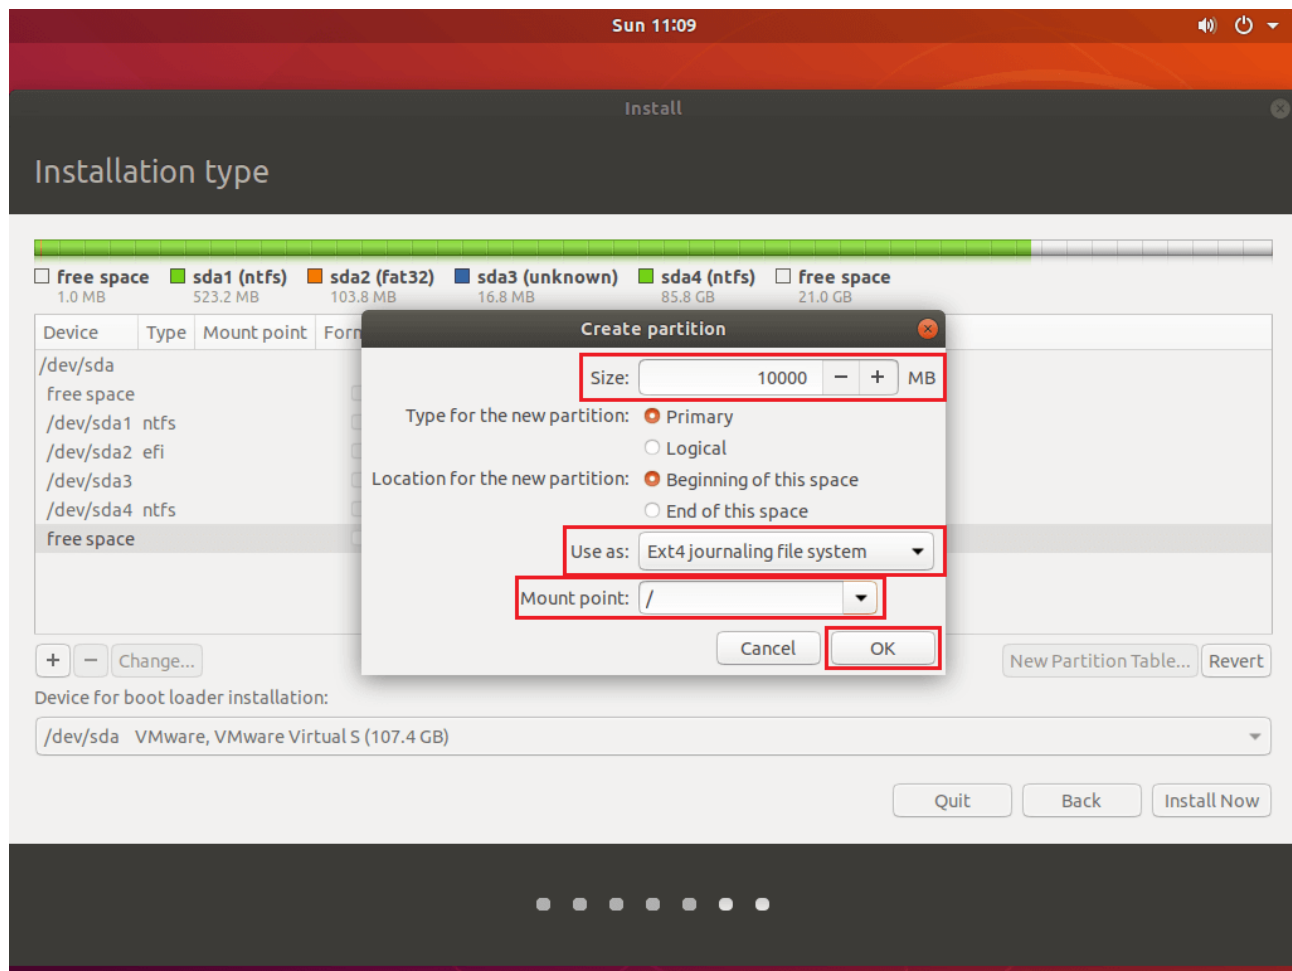 Sun 11:09
Install
Installation type
free space sda1 (ntfs) sda2 (fat32) sda3 (unknown) sda4 (ntfs) free space
1.0 MB 523.2 MB 103.8 MB 16.8 MB 85.8 GB 21.0 GB
Device Type Mount point Form
/dev/sda
free space
/dev/sda1 ntfs
/dev/sda2 efi
/dev/sda3
/dev/sda4 ntfs
free space
Create partition
Size: 10000 − + MB
Type for the new partition: Primary
Logical
Location for the new partition: Beginning of this space
End of this space
Use as: Ext4 journaling file system
Mount point: /
Cancel OK
+ − Change... New Partition Table... Revert
Device for boot loader installation:
/dev/sda VMware, VMware Virtual S (107.4 GB)
Quit Back Install Now